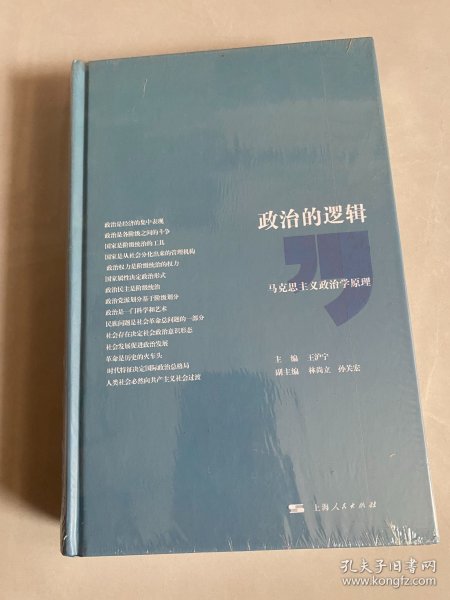 政治的逻辑
马克思主义政治学原理
政治是经济的集中表现
政治是各阶级之间的斗争
国家是阶级统治的工具
国家是从社会分化出来的管理机构
政治权力是阶级统治的权力
国家属性决定政治形式
政治民主是阶级统治
政治党派划分基于阶级划分
政治是一门科学和艺术
民族问题是社会革命总问题的一部分
社会存在决定社会政治意识形态
社会发展促进政治发展
革命是历史的火车头
时代特征决定国际政治总格局
人类社会必然向共产主义社会过渡
主 编 王沪宁
副主编 林尚立 孙关宏
上海人民出版社
孔夫子旧书网
www.kongfz.com